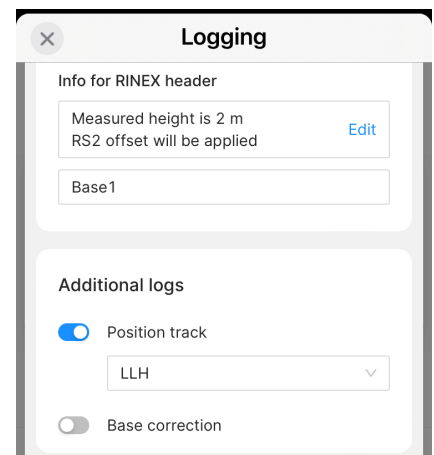 Logging
Info for RINEX header
Measured height is 2 m
Edit
RS2 offset will be applied
Base1
Additional logs
Position track
LLH
Base correction